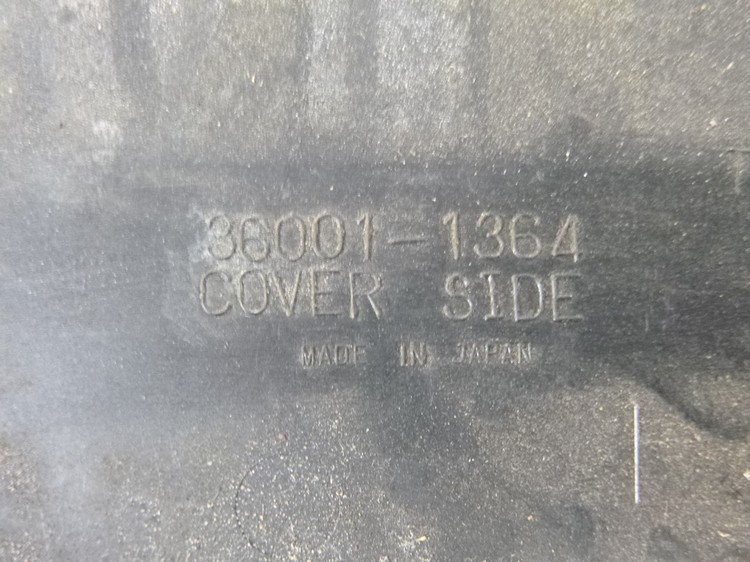 36001-1364
COVER SIDE
MADE IN JAPAN